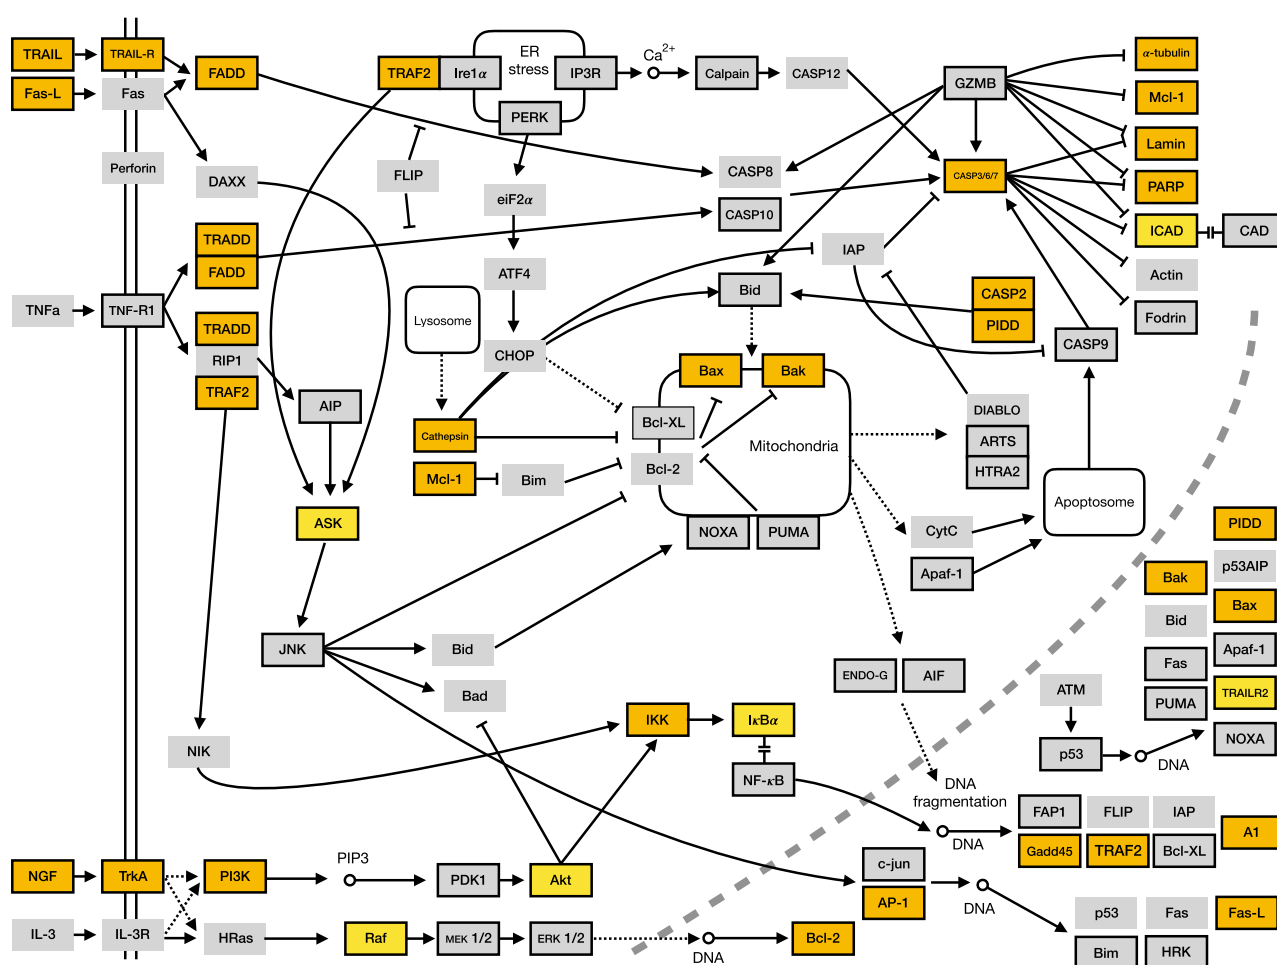 TRAIL
TRAIL-R
FADD
Fas-L
Fas
Perforin
DAXX
TRADD
FADD
TNFa
TNF-R1
TRADD
RIP1
TRAF2
AIP
ASK
JNK
NIK
TRAF2
Ire1α
ER
stress
IP3R
PERK
Ca2+
Calpain
CASP12
FLIP
eiF2α
ATF4
CHOP
Lysosome
Cathepsin
Mcl-1
Bim
CASP8
CASP10
Bid
IAP
GZMB
CASP3/6/7
α-tubulin
Mcl-1
Lamin
PARP
ICAD
CAD
Actin
Fodrin
CASP2
PIDD
CASP9
Bax
Bak
Bcl-XL
Bcl-2
Mitochondria
NOXA
PUMA
DIABLO
ARTS
HTRA2
CytC
Apaf-1
Apoptosome
Bid
Bad
ENDO-G
AIF
IKK
IκBα
NF-κB
DNA
fragmentation
DNA
PIDD
p53AIP
Bak
Bax
Bid
Apaf-1
Fas
TRAILR2
PUMA
NOXA
ATM
p53
DNA
FAP1
FLIP
IAP
A1
Gadd45
TRAF2
Bcl-XL
NGF
TrkA
PI3K
PIP3
PDK1
Akt
c-jun
AP-1
DNA
p53
Fas
Fas-L
Bim
HRK
IL-3
IL-3R
HRas
Raf
MEK 1/2
ERK 1/2
DNA
Bcl-2